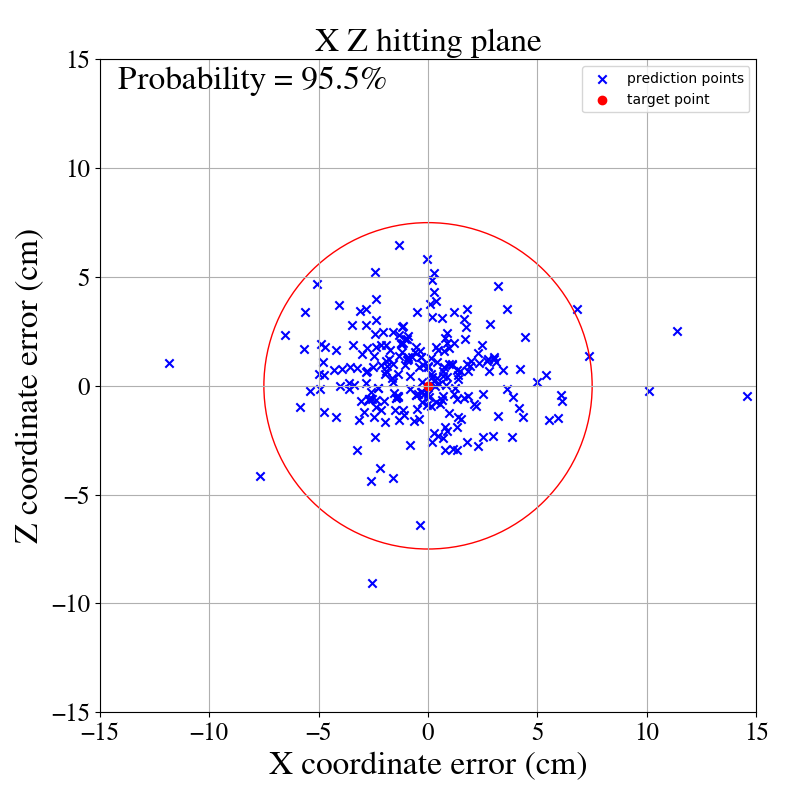 X Z hitting plane
Probability = 95.5%
prediction points
target point
15
10
5
0
−5
−10
−15
−15
−10
−5
0
5
10
15
Z coordinate error (cm)
X coordinate error (cm)